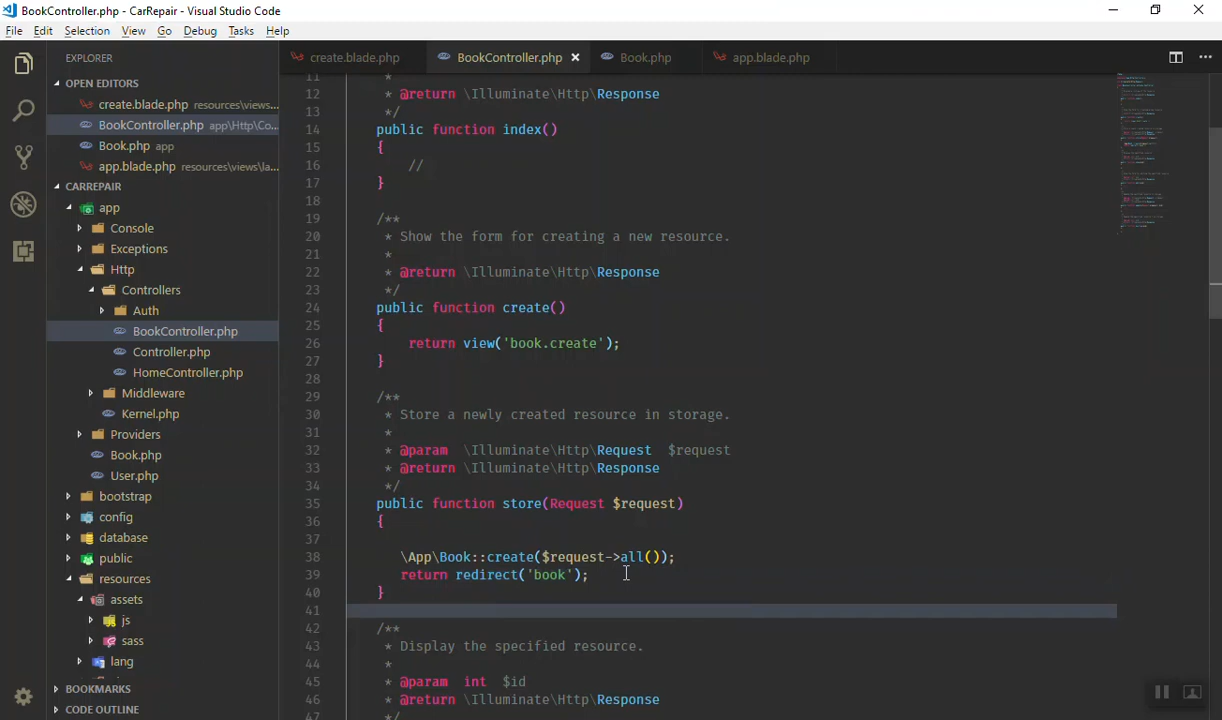 BookController.php - CarRepair - Visual Studio Code
File Edit Selection View Go Debug Tasks Help
EXPLORER
OPEN EDITORS
create.blade.php resources\views...
BookController.php app\Http\Co...
Book.php app
app.blade.php resources\views\la...
CARREPAIR
app
Console
Exceptions
Http
Controllers
Auth
BookController.php
Controller.php
HomeController.php
Middleware
Kernel.php
Providers
Book.php
User.php
bootstrap
config
database
public
resources
assets
js
sass
lang
BOOKMARKS
CODE OUTLINE
create.blade.php BookController.php Book.php app.blade.php
11 *
12 * @return \Illuminate\Http\Response
13 */
14 public function index()
15 {
16 //
17 }
18
19 /**
20 * Show the form for creating a new resource.
21 *
22 * @return \Illuminate\Http\Response
23 */
24 public function create()
25 {
26 return view('book.create');
27 }
28
29 /**
30 * Store a newly created resource in storage.
31 *
32 * @param \Illuminate\Http\Request $request
33 * @return \Illuminate\Http\Response
34 */
35 public function store(Request $request)
36 {
37
38 \App\Book::create($request->all());
39 return redirect('book');
40 }
41
42 /**
43 * Display the specified resource.
44 *
45 * @param int $id
46 * @return \Illuminate\Http\Response
47 */